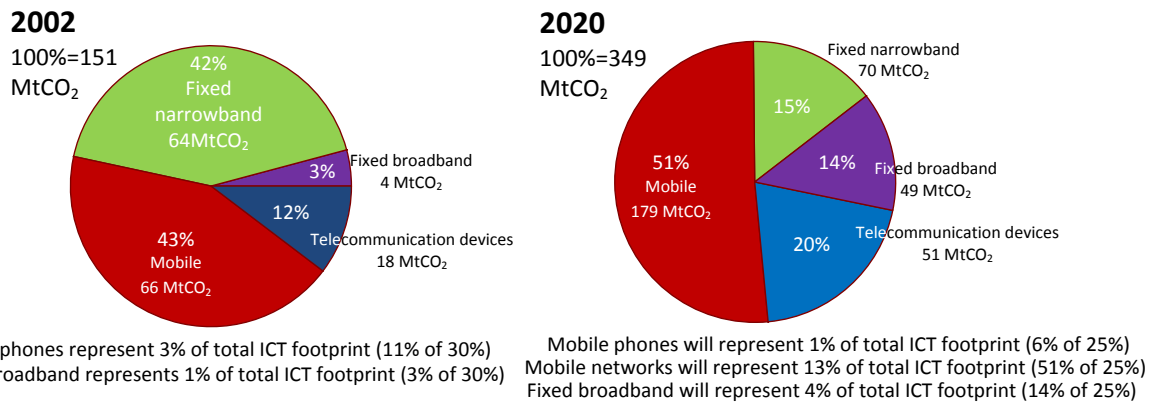 2002
100%=151
MtCO₂
42%
Fixed
narrowband
64MtCO₂
3%
Fixed broadband
4 MtCO₂
12%
Telecommunication devices
18 MtCO₂
43%
Mobile
66 MtCO₂
phones represent 3% of total ICT footprint (11% of 30%)
roadband represents 1% of total ICT footprint (3% of 30%)
2020
100%=349
MtCO₂
Fixed narrowband
70 MtCO₂
15%
14%
Fixed broadband
49 MtCO₂
51%
Mobile
179 MtCO₂
20%
Telecommunication devices
51 MtCO₂
Mobile phones will represent 1% of total ICT footprint (6% of 25%)
Mobile networks will represent 13% of total ICT footprint (51% of 25%)
Fixed broadband will represent 4% of total ICT footprint (14% of 25%)